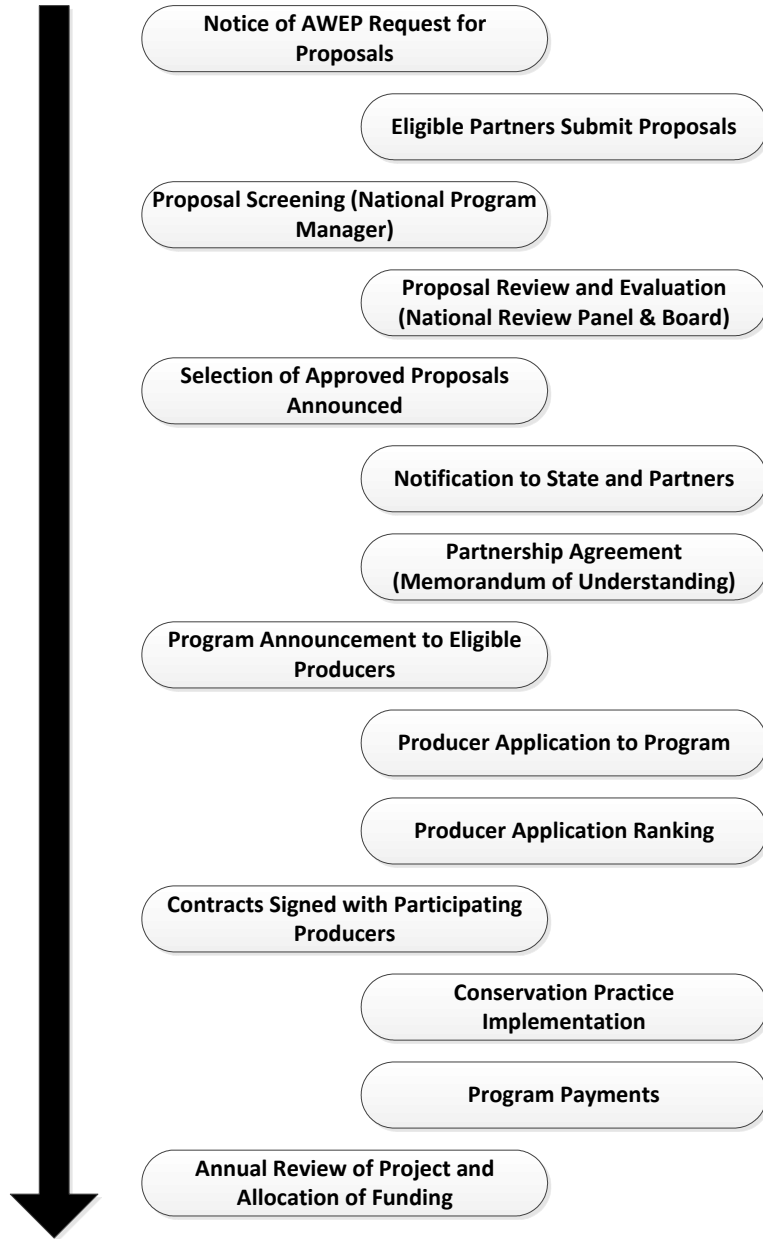 Notice of AWEP Request for
Proposals
Eligible Partners Submit Proposals
Proposal Screening (National Program
Manager)
Proposal Review and Evaluation
(National Review Panel & Board)
Selection of Approved Proposals
Announced
Notification to State and Partners
Partnership Agreement
(Memorandum of Understanding)
Program Announcement to Eligible
Producers
Producer Application to Program
Producer Application Ranking
Contracts Signed with Participating
Producers
Conservation Practice
Implementation
Program Payments
Annual Review of Project and
Allocation of Funding